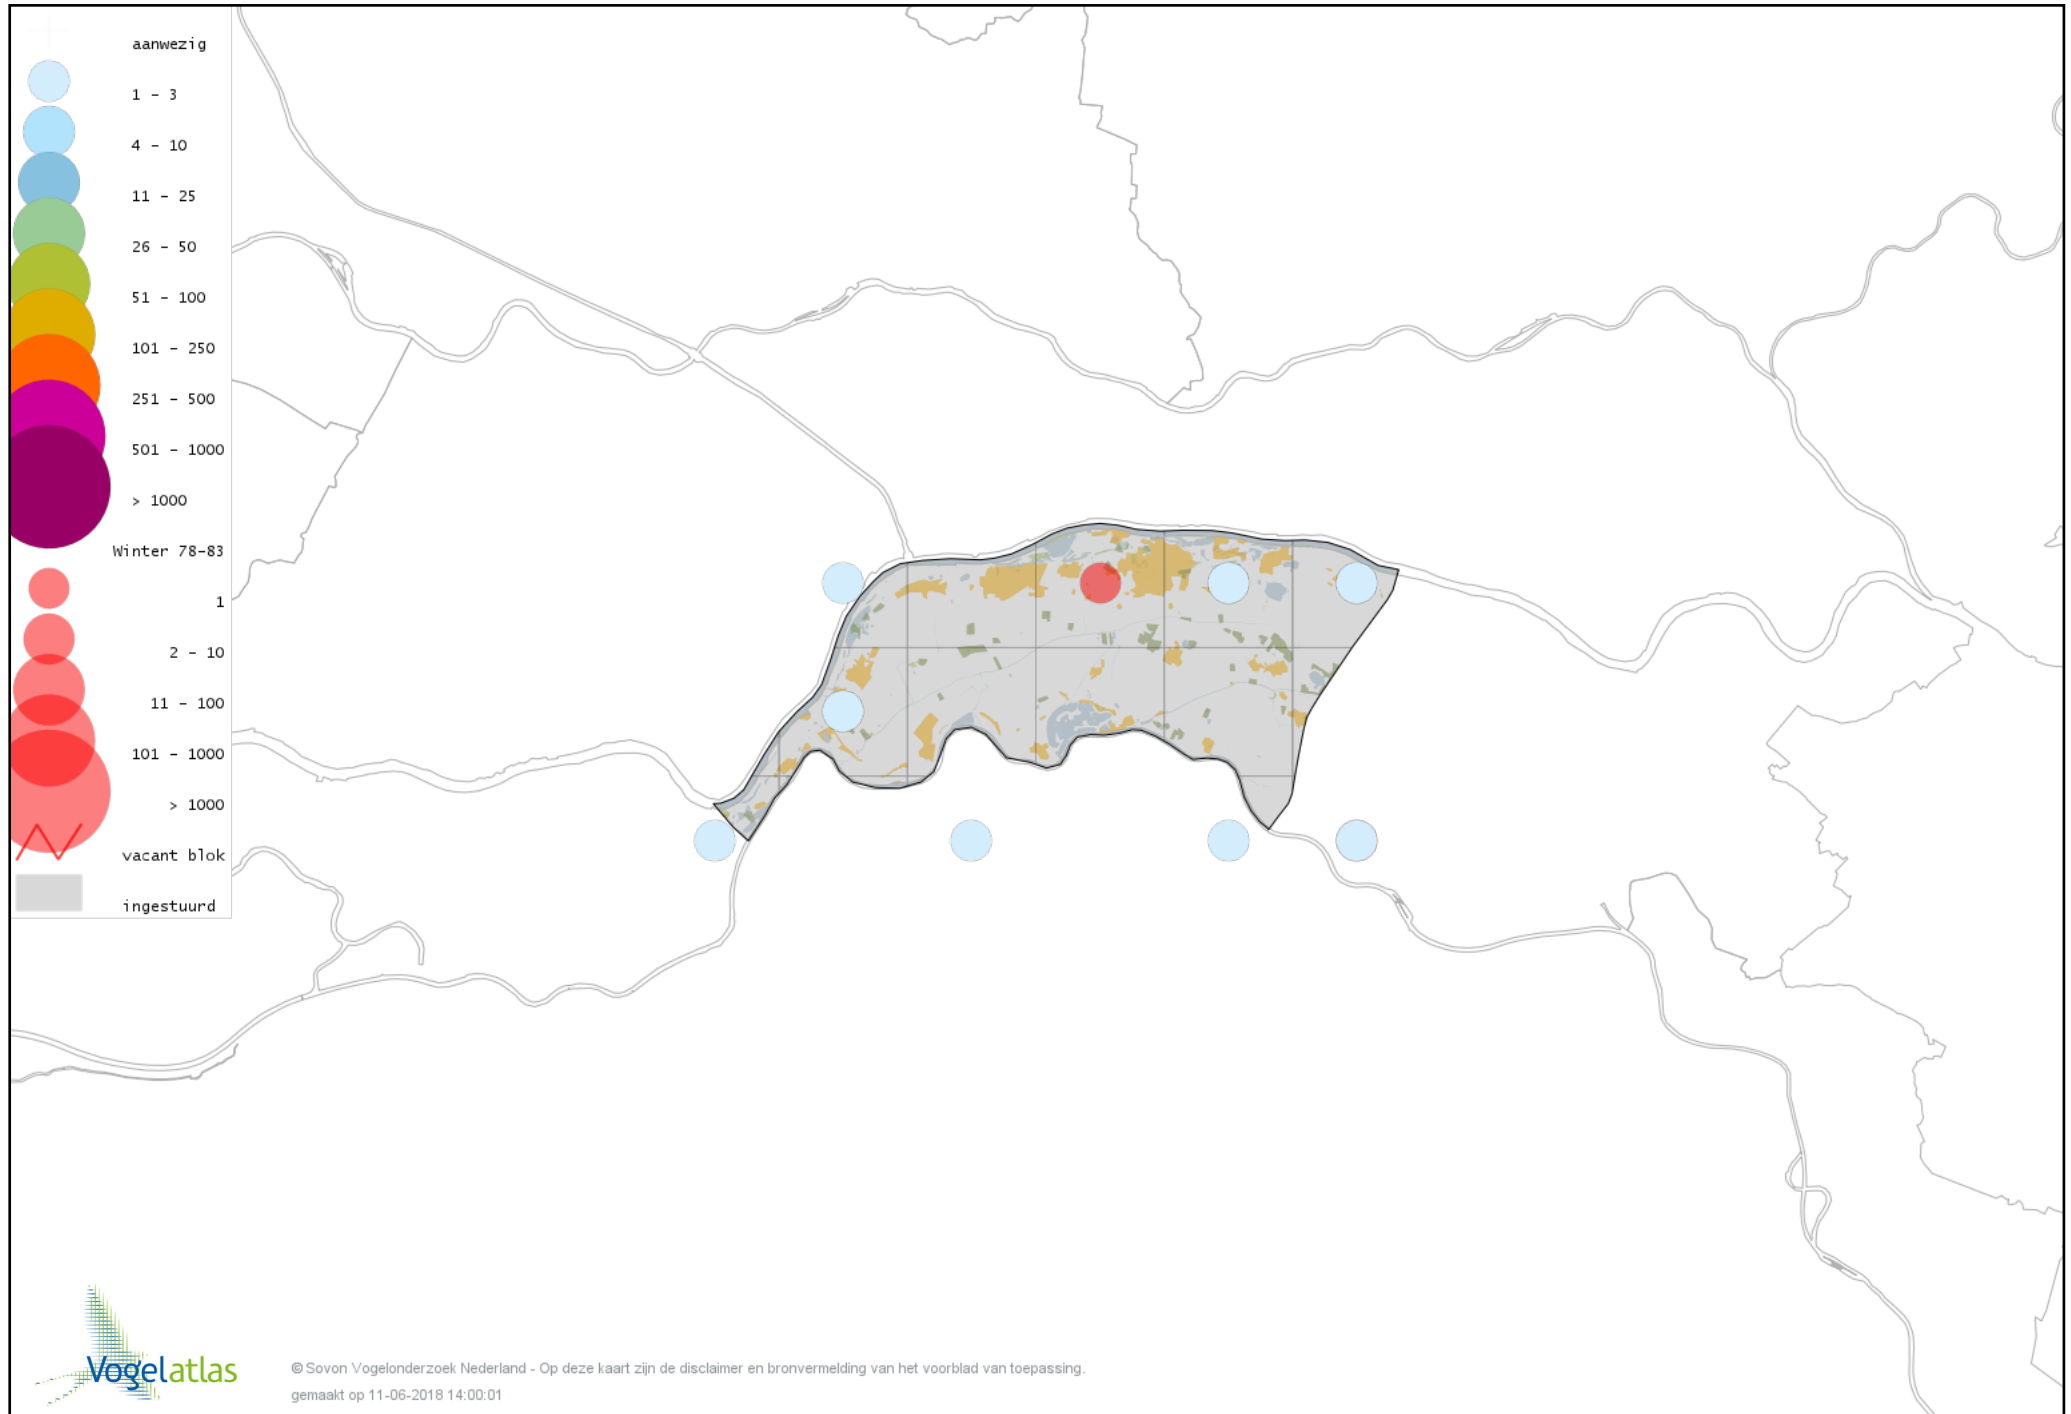 aanwezig
1 - 3
4 - 10
11 - 25
26 - 50
51 - 100
101 - 250
251 - 500
501 - 1000
> 1000
Winter 78-83
1
2 - 10
11 - 100
101 - 1000
> 1000
vacant blok
ingestuurd
Vogelatlas
© Sovon Vogelonderzoek Nederland - Op deze kaart zijn de disclaimer en bronvermelding van het voorblad van toepassing.
gemaakt op 11-06-2018 14:00:01